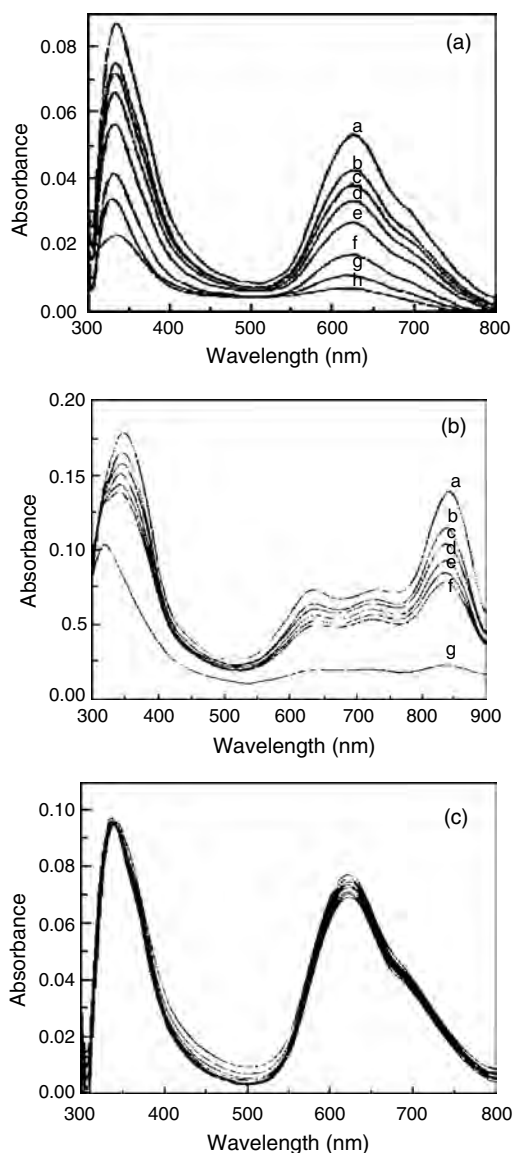 (a)
0.08
0.06
0.04
0.02
0.00
Absorbance
a
b
c
d
e
f
g
h
300 400 500 600 700 800
Wavelength (nm)
(b)
0.20
0.15
0.10
0.5
0.00
Absorbance
a
b
c
d
e
f
g
300 400 500 600 700 800 900
Wavelength (nm)
(c)
0.10
0.08
0.06
0.04
0.02
0.00
Absorbance
300 400 500 600 700 800
Wavelength (nm)